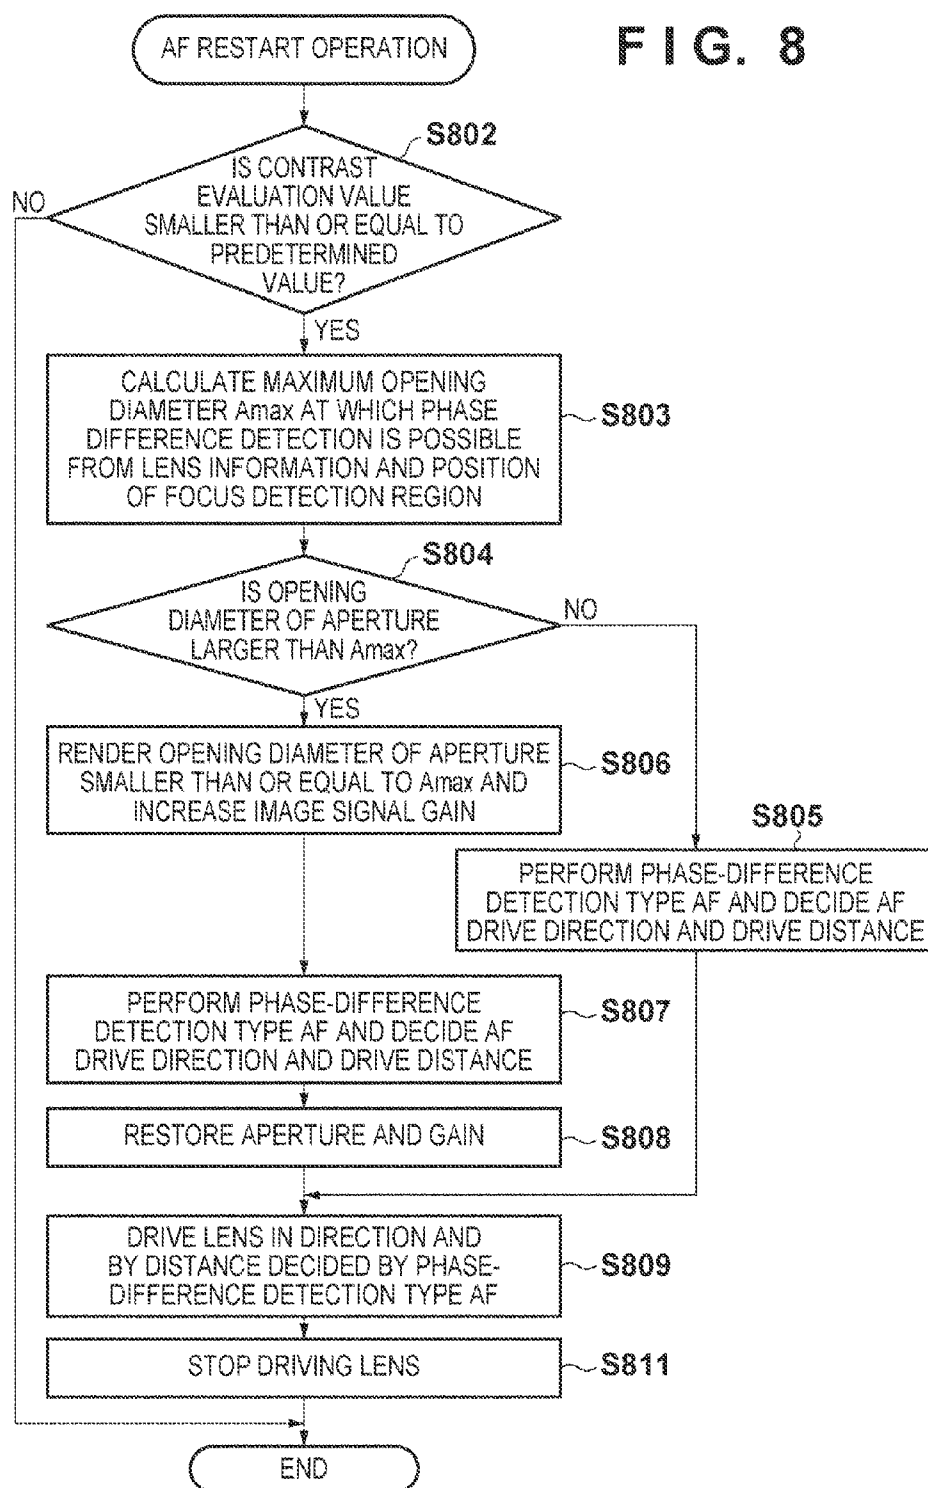 FIG. 8
AF RESTART OPERATION
S802
IS CONTRAST
EVALUATION VALUE
SMALLER THAN OR EQUAL TO
PREDETERMINED
VALUE?
NO
YES
CALCULATE MAXIMUM OPENING
DIAMETER Amax AT WHICH PHASE
DIFFERENCE DETECTION IS POSSIBLE
FROM LENS INFORMATION AND POSITION
OF FOCUS DETECTION REGION
S803
S804
IS OPENING
DIAMETER OF APERTURE
LARGER THAN Amax?
NO
YES
RENDER OPENING DIAMETER OF APERTURE
SMALLER THAN OR EQUAL TO Amax AND
INCREASE IMAGE SIGNAL GAIN
S806
S805
PERFORM PHASE-DIFFERENCE
DETECTION TYPE AF AND DECIDE AF
DRIVE DIRECTION AND DRIVE DISTANCE
PERFORM PHASE-DIFFERENCE
DETECTION TYPE AF AND DECIDE AF
DRIVE DIRECTION AND DRIVE DISTANCE
S807
RESTORE APERTURE AND GAIN
S808
DRIVE LENS IN DIRECTION AND
BY DISTANCE DECIDED BY PHASE-
DIFFERENCE DETECTION TYPE AF
S809
STOP DRIVING LENS
S811
END